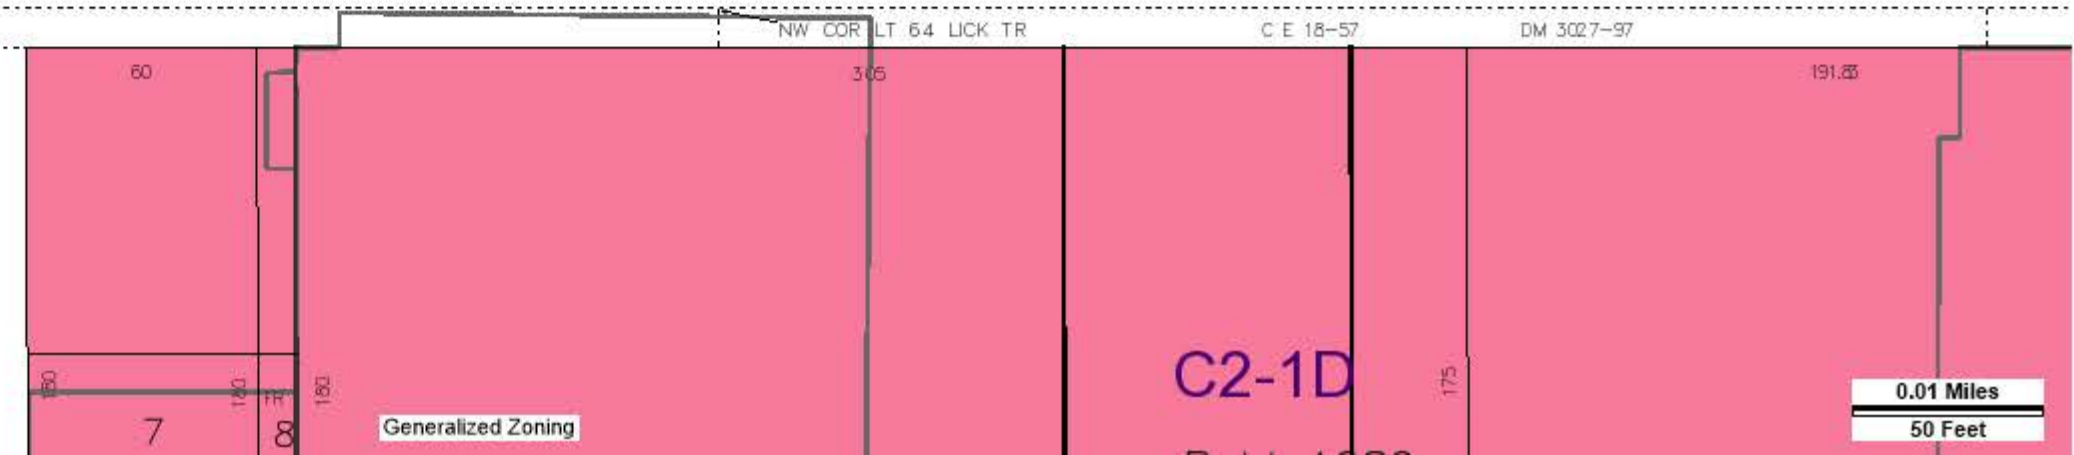 NW COR LT 64 LICK TR
C E 18-57
DM 3027-97
60
305
191.83
180
180
TR
180
C2-1D
175
7
8
Generalized Zoning
0.01 Miles
50 Feet